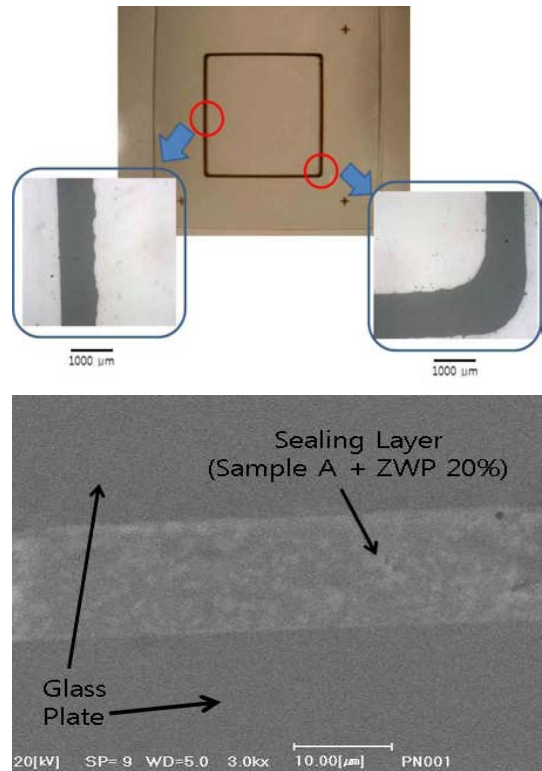 1000 μm
1000 μm
Sealing Layer
(Sample A + ZWP 20%)
Glass
Plate
20[kV] SP= 9 WD=5.0 3.0kx 10.00[μm] PN001